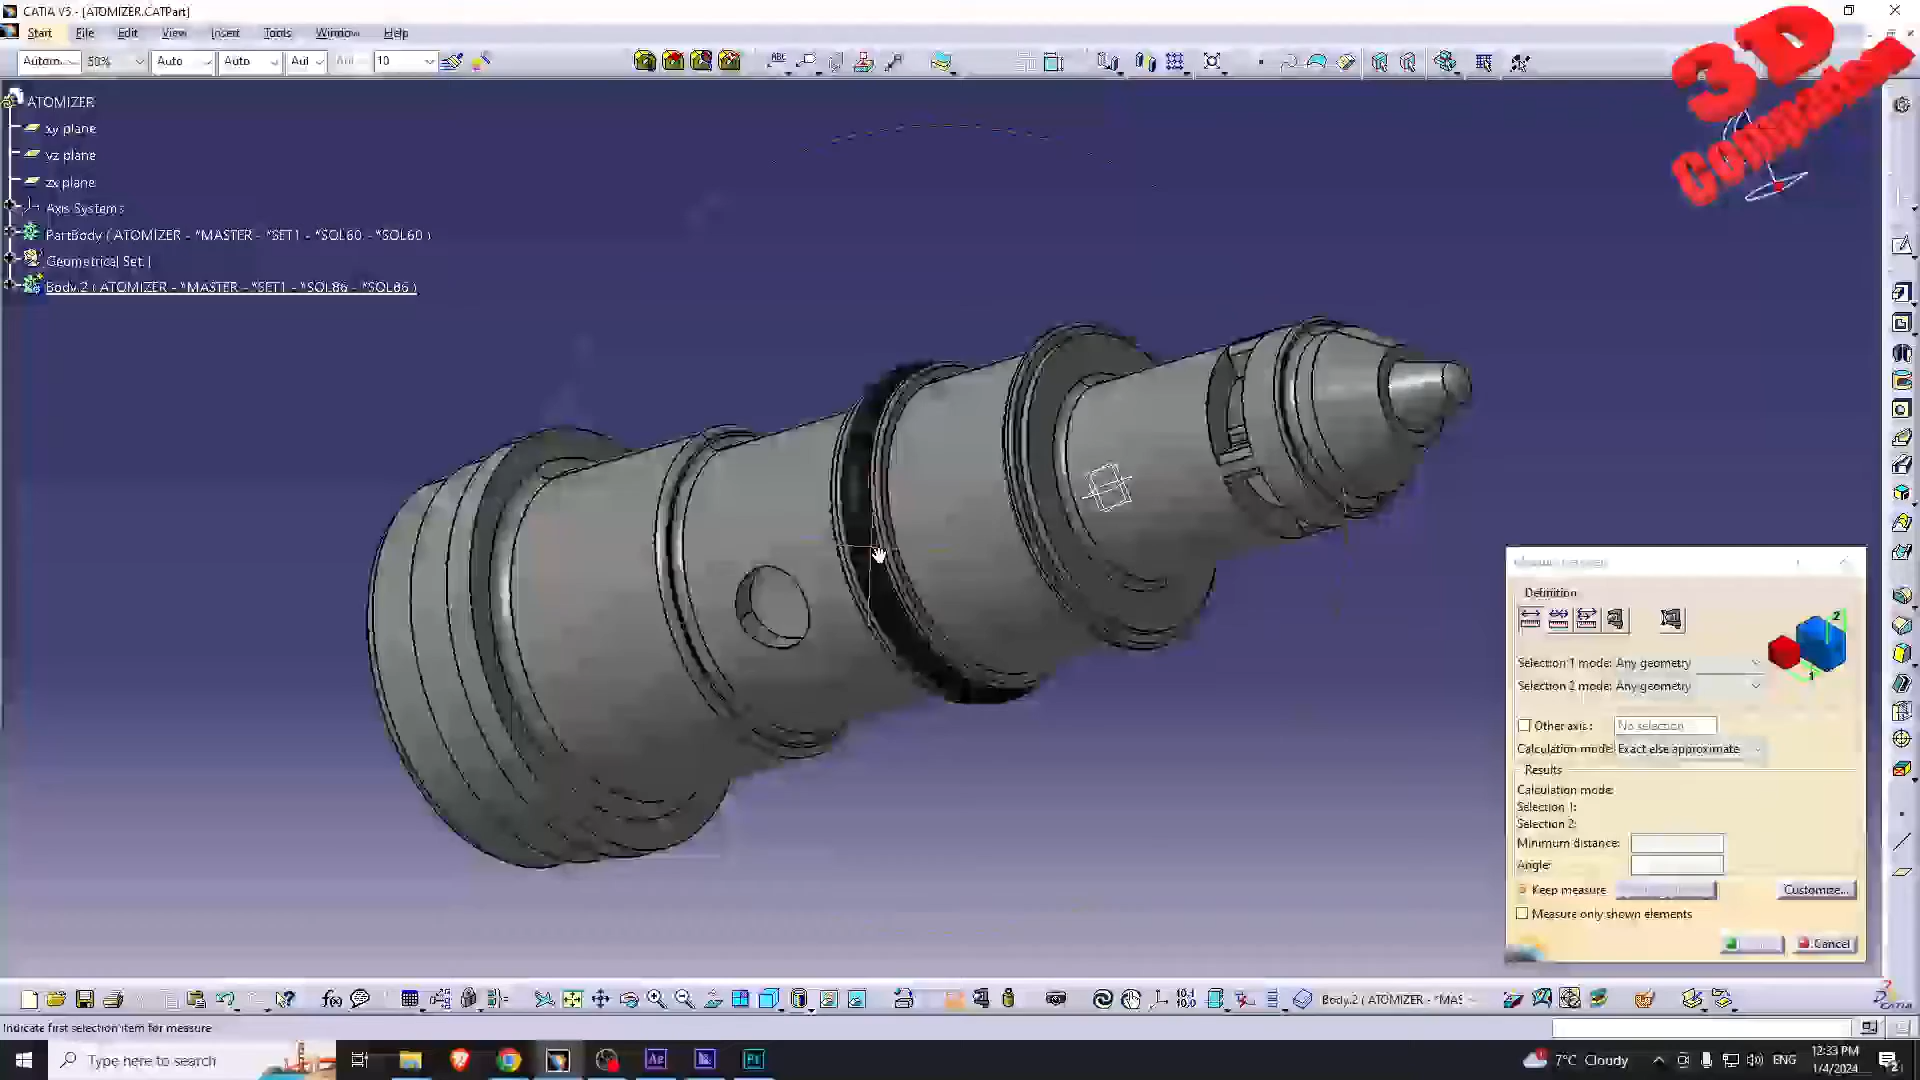 CATIA V5 - [ATOMIZER.CATPart]
Start File Edit View Insert Tools Window Help
50% Auto Auto Aul 10
3D
ATOMIZER
xy plane
yz plane
zx plane
Axis Systems
PartBody ( ATOMIZER - *MASTER - *SET1 - *SOL60 - *SOL60 )
Geometrical Set.1
Body.2 ( ATOMIZER - *MASTER - *SET1 - *SOL86 - *SOL86 )
Definition
Selection 1 mode: Any geometry
Selection 2 mode: Any geometry
Other axis : No selection
Calculation mode: Exact else approximate
Results
Calculation mode:
Selection 1:
Selection 2:
Minimum distance:
Angle:
Keep measure Customize...
Measure only shown elements
Cancel
Body.2 ( ATOMIZER - *MAS
CATIA
Indicate first selection item for measure
Type here to search
7°C Cloudy ENG 12:33 PM
1/4/2024